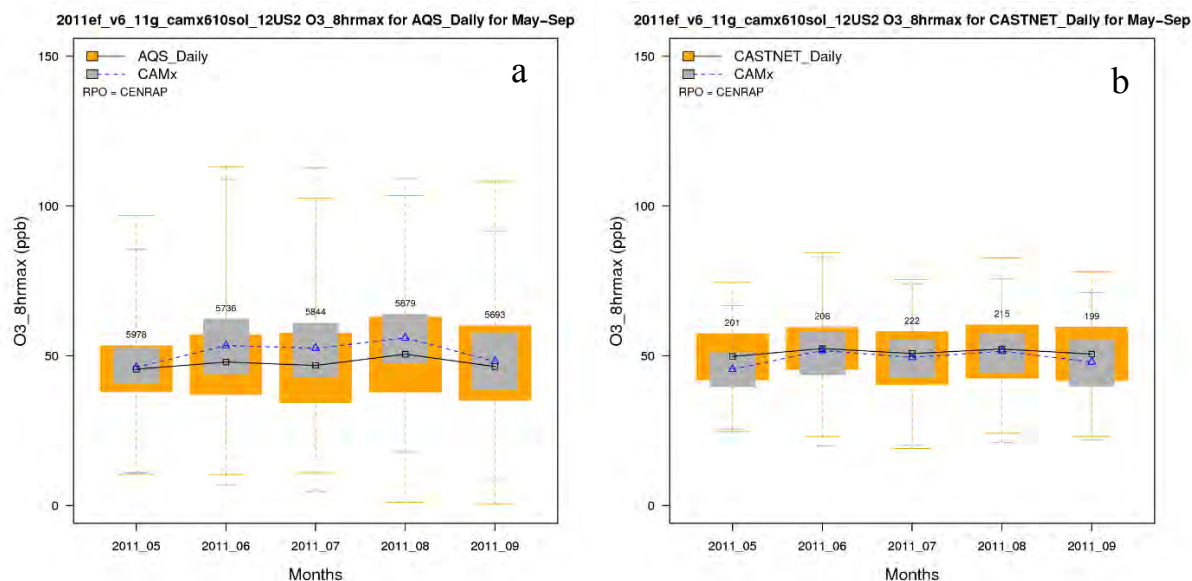 2011ef_v6_11g_camx610sol_12US2 O3_8hrmax for AQS_Daily for May-Sep
AQS_Daily
CAMx
RPO = CENRAP
a
O3_8hrmax (ppb)
150
100
50
0
5978
5736
5844
5879
5693
2011_05
2011_06
2011_07
2011_08
2011_09
Months
2011ef_v6_11g_camx610sol_12US2 O3_8hrmax for CASTNET_Daily for May-Sep
CASTNET_Daily
CAMx
RPO = CENRAP
b
O3_8hrmax (ppb)
150
100
50
0
201
206
222
215
199
2011_05
2011_06
2011_07
2011_08
2011_09
Months